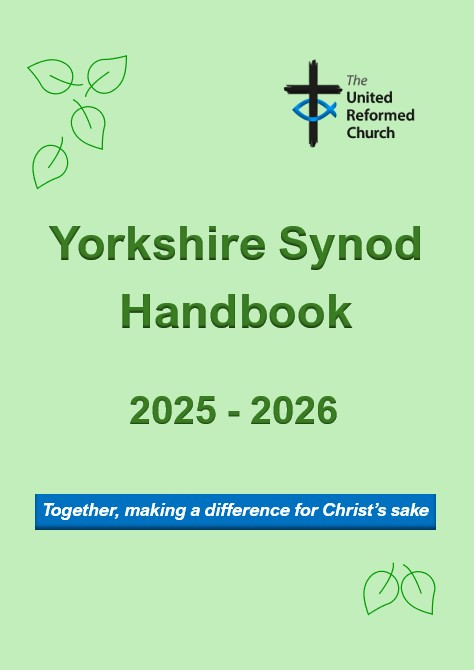 The
United
Reformed
Church
Yorkshire Synod
Handbook
2025 - 2026
Together, making a difference for Christ's sake